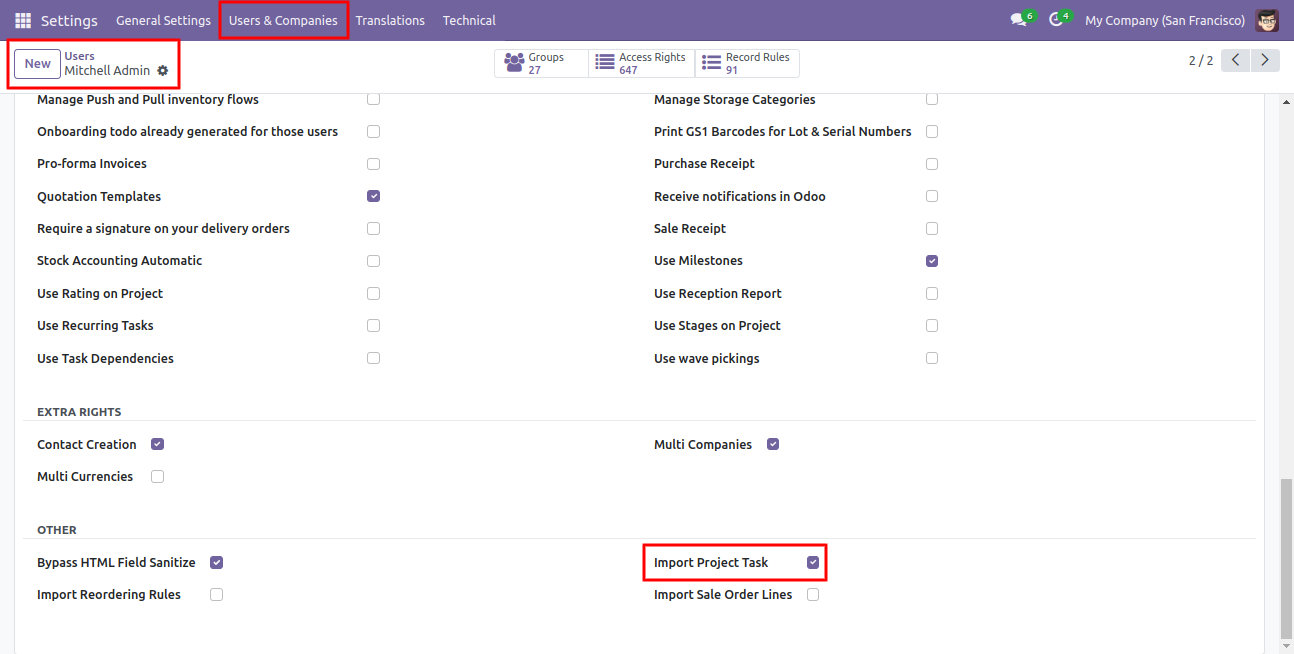 Settings General Settings Users & Companies Translations Technical 6 4 My Company (San Francisco)
New Users Groups Access Rights Record Rules 2 / 2
Mitchell Admin 27 647 91
Manage Push and Pull inventory flows Manage Storage Categories
Onboarding todo already generated for those users Print GS1 Barcodes for Lot & Serial Numbers
Pro-forma Invoices Purchase Receipt
Quotation Templates Receive notifications in Odoo
Require a signature on your delivery orders Sale Receipt
Stock Accounting Automatic Use Milestones
Use Rating on Project Use Reception Report
Use Recurring Tasks Use Stages on Project
Use Task Dependencies Use wave pickings
EXTRA RIGHTS
Contact Creation Multi Companies
Multi Currencies
OTHER
Bypass HTML Field Sanitize Import Project Task
Import Reordering Rules Import Sale Order Lines